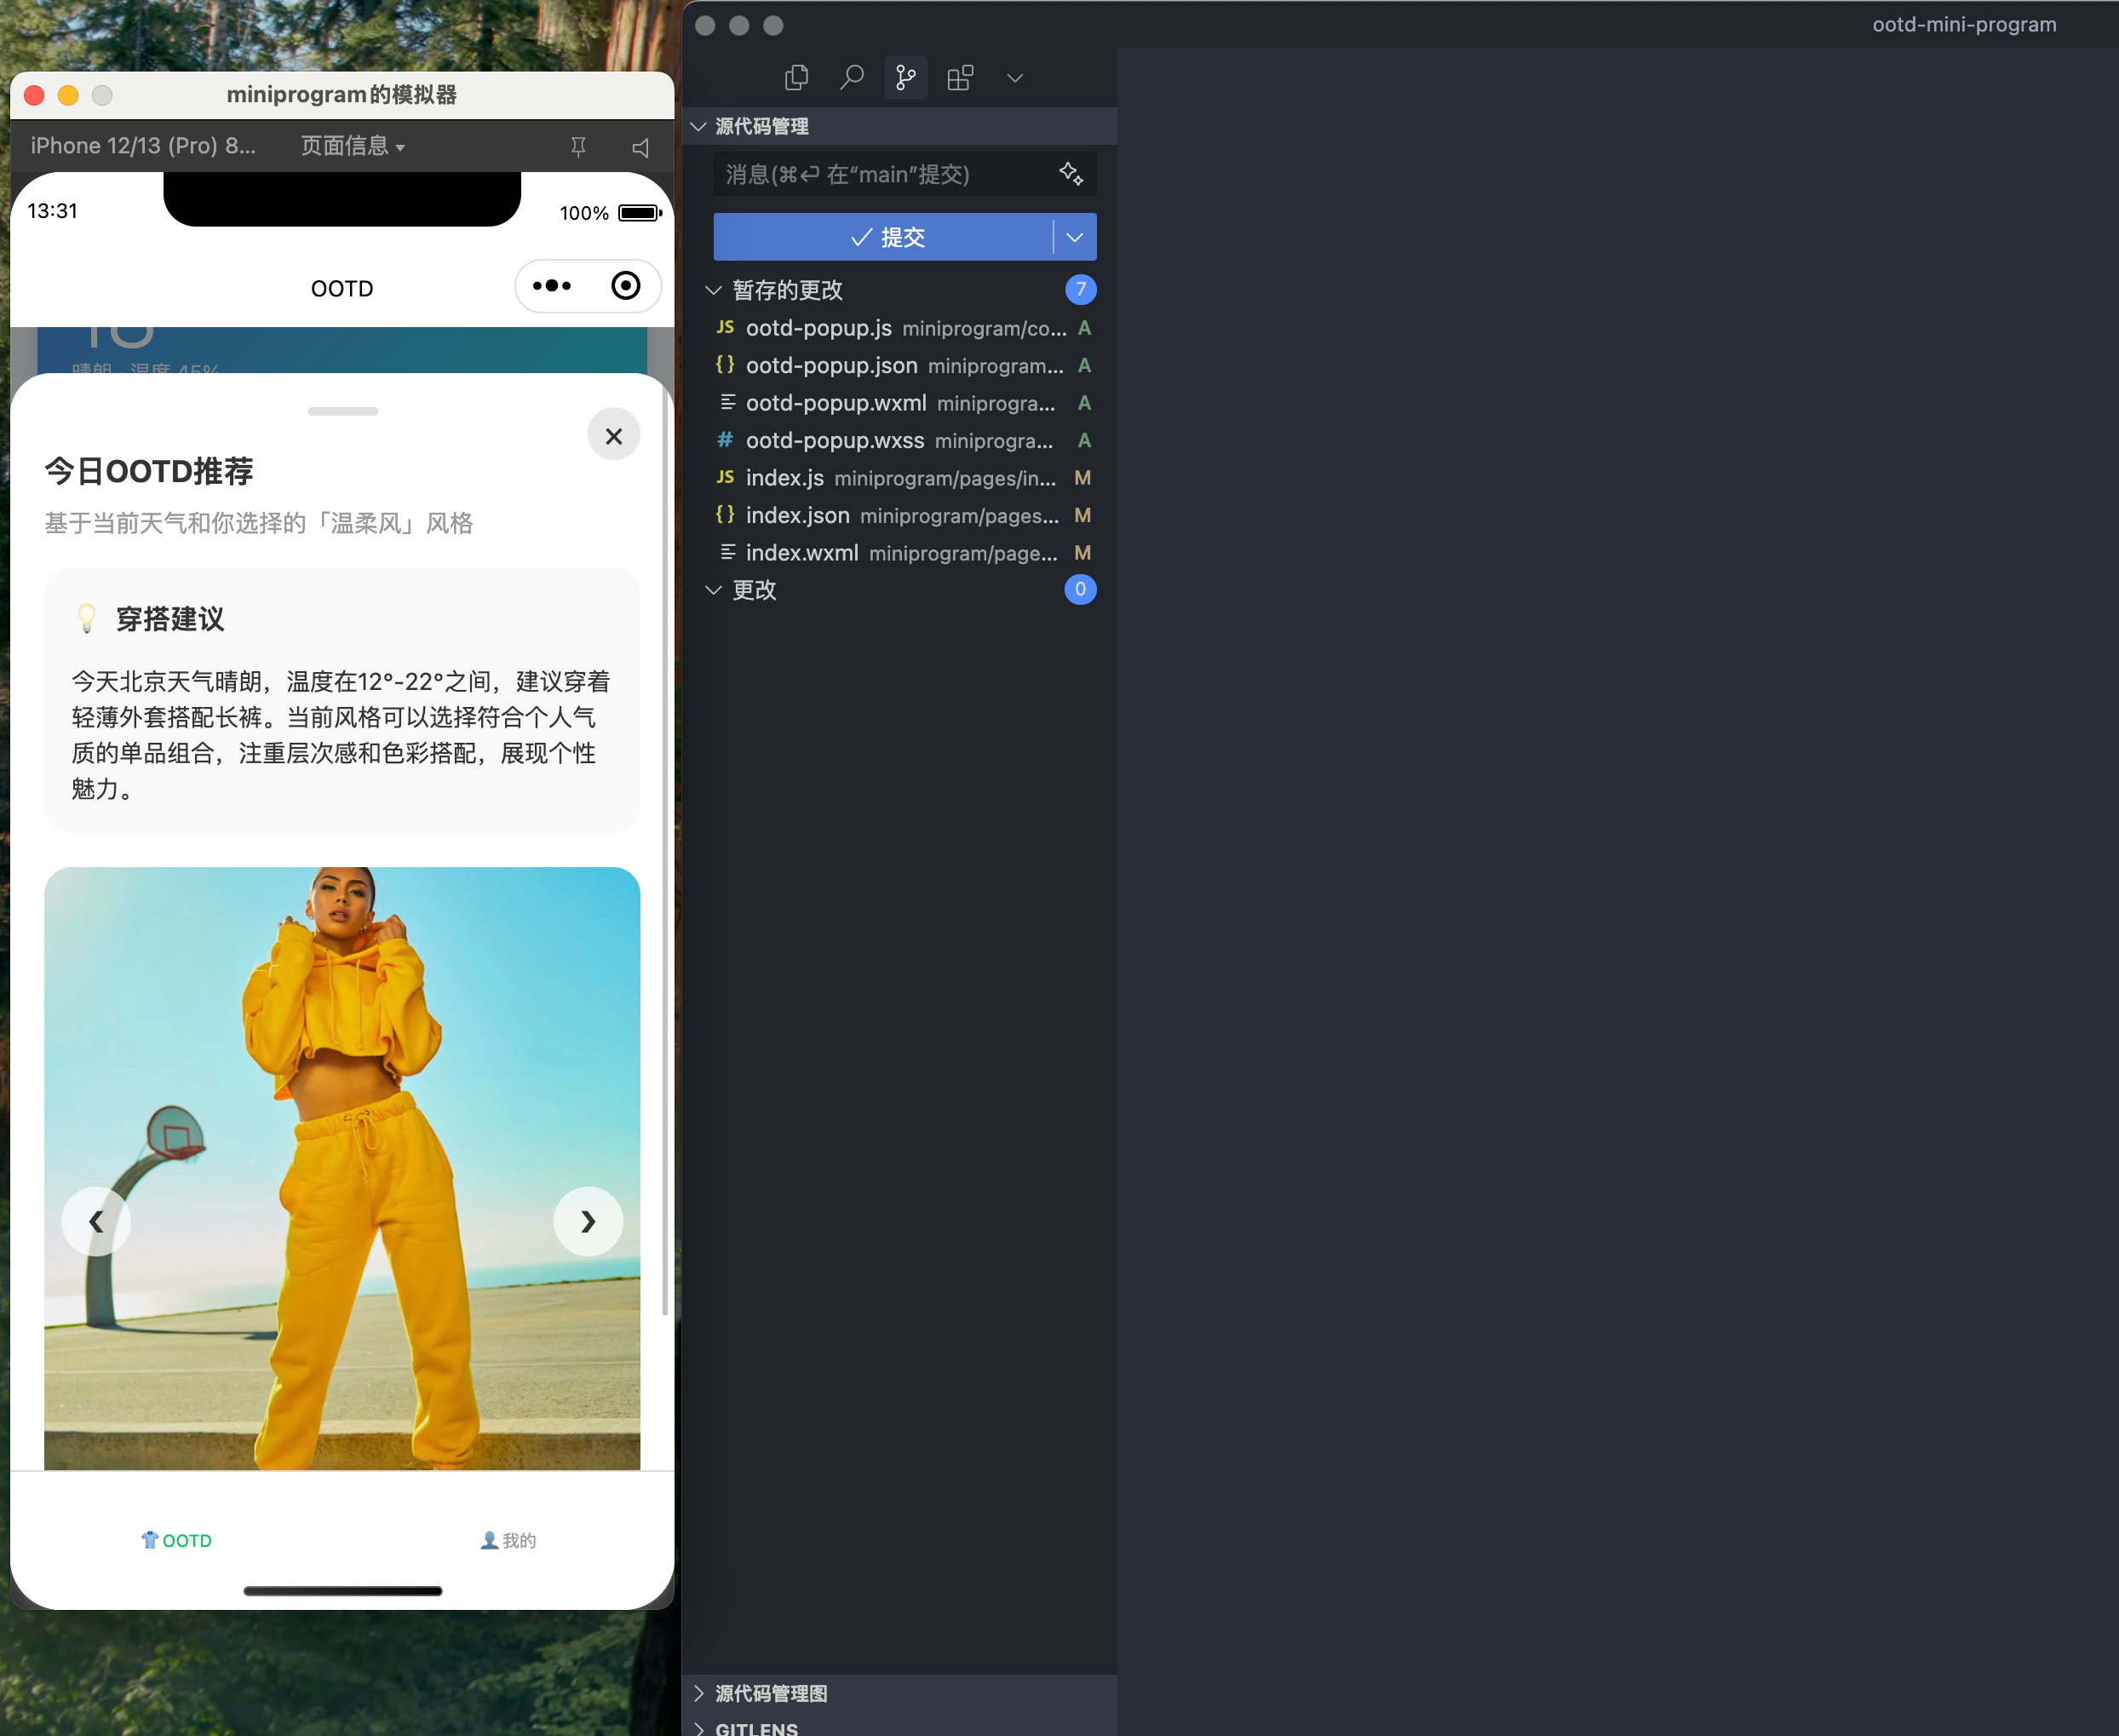 miniprogram的模拟器
iPhone 12/13 (Pro) 8...
页面信息
13:31
100%
OOTD
晴朗 · 湿度 45%
今日OOTD推荐
基于当前天气和你选择的「温柔风」风格
穿搭建议
今天北京天气晴朗，温度在12°-22°之间，建议穿着
轻薄外套搭配长裤。当前风格可以选择符合个人气
质的单品组合，注重层次感和色彩搭配，展现个性
魅力。
OOTD
我的
ootd-mini-program
源代码管理
消息(⌘⏎ 在“main”提交)
提交
暂存的更改 7
JS ootd-popup.js miniprogram/co... A
{} ootd-popup.json miniprogram... A
ootd-popup.wxml miniprogra... A
# ootd-popup.wxss miniprogra... A
JS index.js miniprogram/pages/in... M
{} index.json miniprogram/pages... M
index.wxml miniprogram/page... M
更改 0
源代码管理图
GITLENS